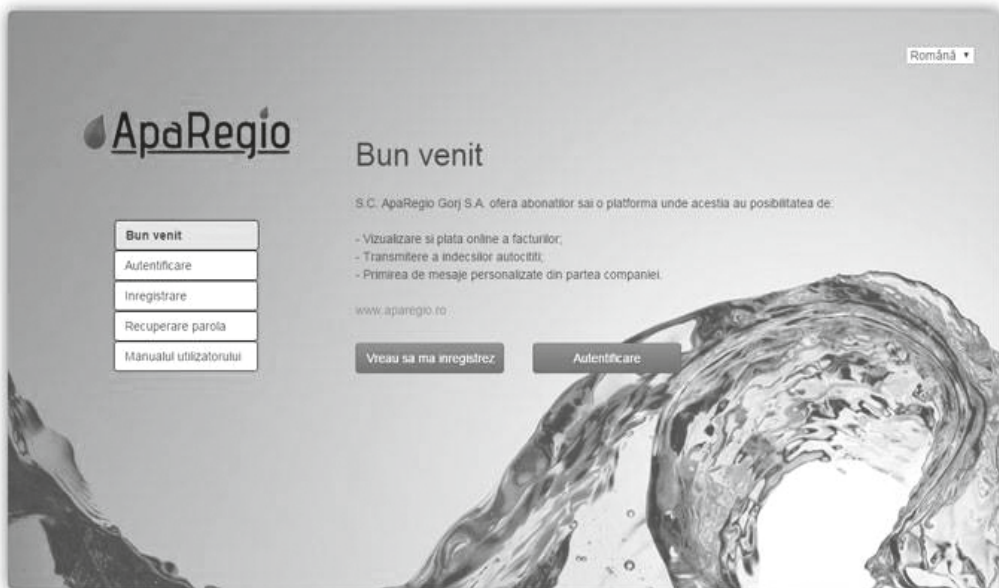 Română
ApaRegio
Bun venit
S.C. ApaRegio Gorj S.A. ofera abonatilor sai o platforma unde acestia au posibilitatea de:
- Vizualizare si plata online a facturilor;
- Transmitere a indecsilor autocititi;
- Primirea de mesaje personalizate din partea companiei.
www.aparegio.ro
Vreau sa ma inregistrez
Autentificare
Bun venit
Autentificare
Inregistrare
Recuperare parola
Manualul utilizatorului